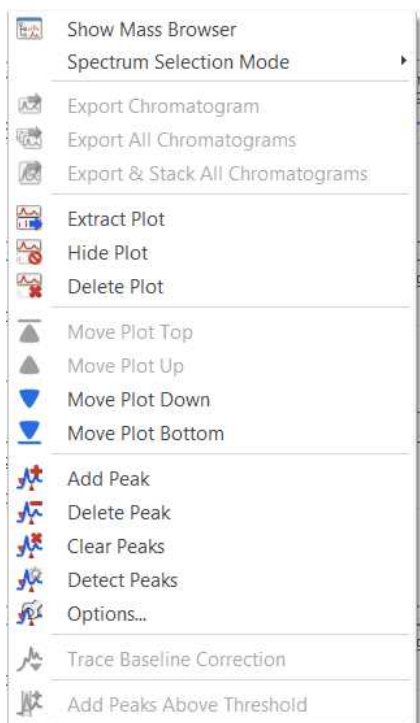 Show Mass Browser
Spectrum Selection Mode
Export Chromatogram
Export All Chromatograms
Export & Stack All Chromatograms
Extract Plot
Hide Plot
Delete Plot
Move Plot Top
Move Plot Up
Move Plot Down
Move Plot Bottom
Add Peak
Delete Peak
Clear Peaks
Detect Peaks
Options...
Trace Baseline Correction
Add Peaks Above Threshold